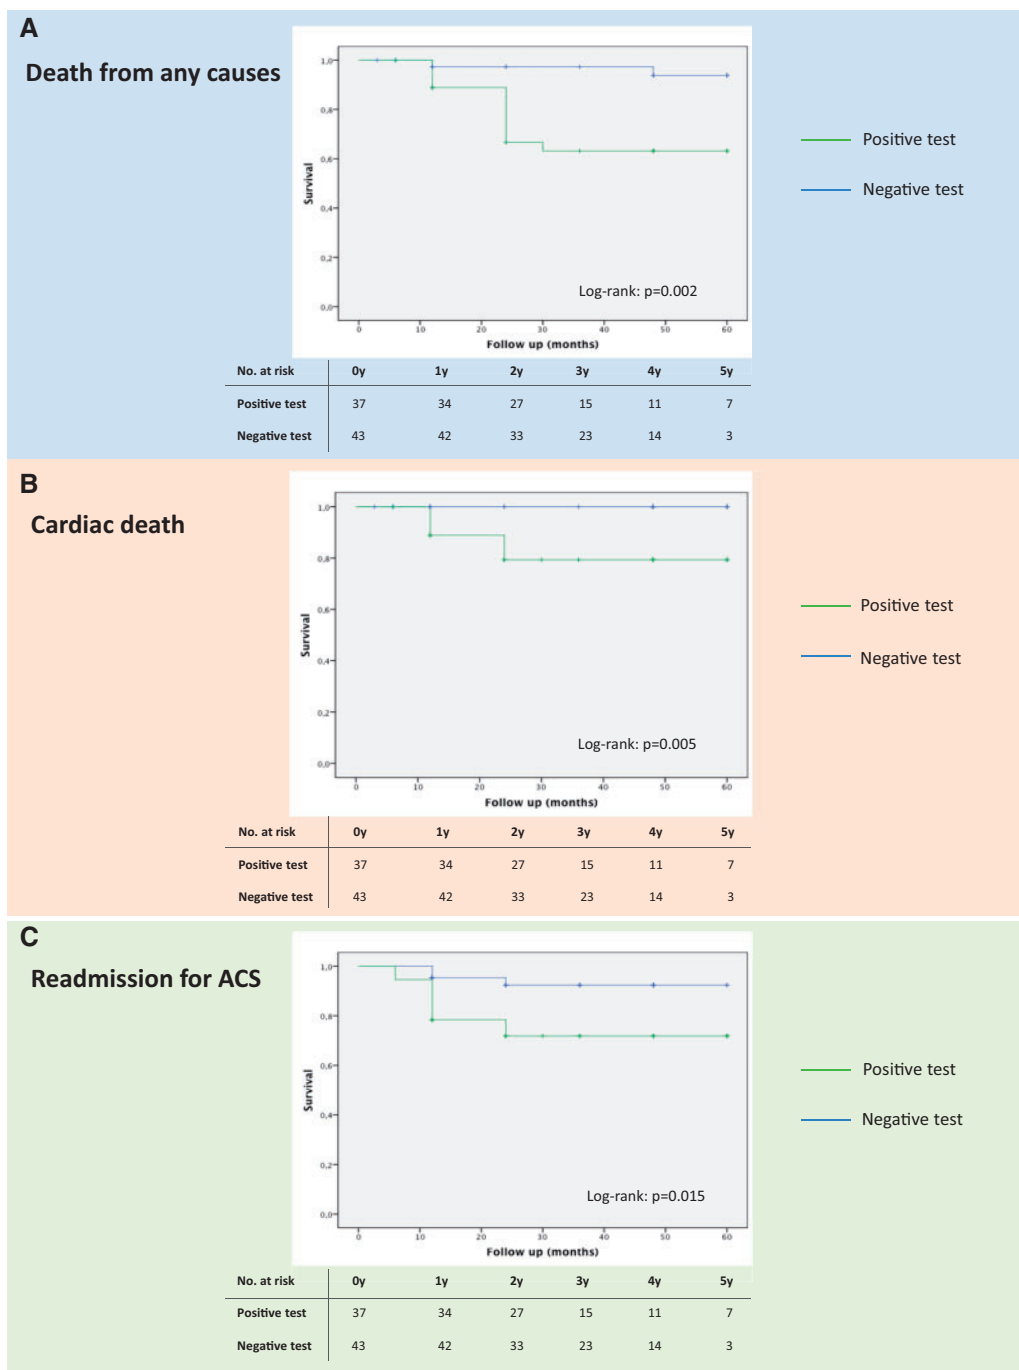 A
Death from any causes
1,0
0,8
0,6
0,4
0,2
0,0
Survival
Log-rank: p=0.002
0 10 20 30 40 50 60
Follow up (months)
Positive test
Negative test
No. at risk 0y 1y 2y 3y 4y 5y
Positive test 37 34 27 15 11 7
Negative test 43 42 33 23 14 3
B
Cardiac death
1,0
0,8
0,6
0,4
0,2
0,0
Survival
Log-rank: p=0.005
0 10 20 30 40 50 60
Follow up (months)
Positive test
Negative test
No. at risk 0y 1y 2y 3y 4y 5y
Positive test 37 34 27 15 11 7
Negative test 43 42 33 23 14 3
C
Readmission for ACS
1,0
0,8
0,6
0,4
0,2
0,0
Survival
Log-rank: p=0.015
0 10 20 30 40 50 60
Follow up (months)
Positive test
Negative test
No. at risk 0y 1y 2y 3y 4y 5y
Positive test 37 34 27 15 11 7
Negative test 43 42 33 23 14 3